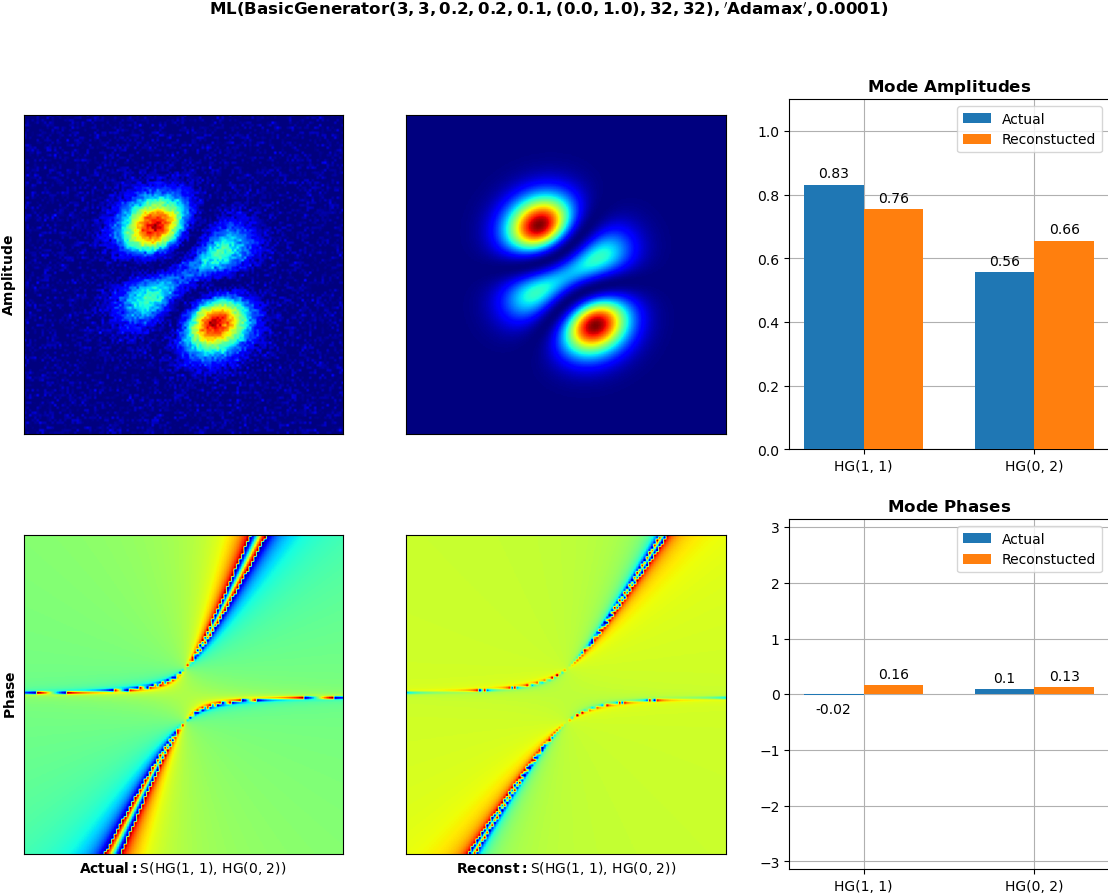 ML(BasicGenerator(3, 3, 0.2, 0.2, 0.1, (0.0, 1.0), 32, 32), ′Adamax′, 0.0001)
Amplitude
Mode Amplitudes
Actual
Reconstucted
1.0
0.8
0.6
0.4
0.2
0.0
0.83
0.76
0.56
0.66
HG(1, 1)
HG(0, 2)
Phase
Actual: S(HG(1, 1), HG(0, 2))
Reconst: S(HG(1, 1), HG(0, 2))
Mode Phases
Actual
Reconstucted
3
2
1
0
−1
−2
−3
-0.02
0.16
0.1
0.13
HG(1, 1)
HG(0, 2)